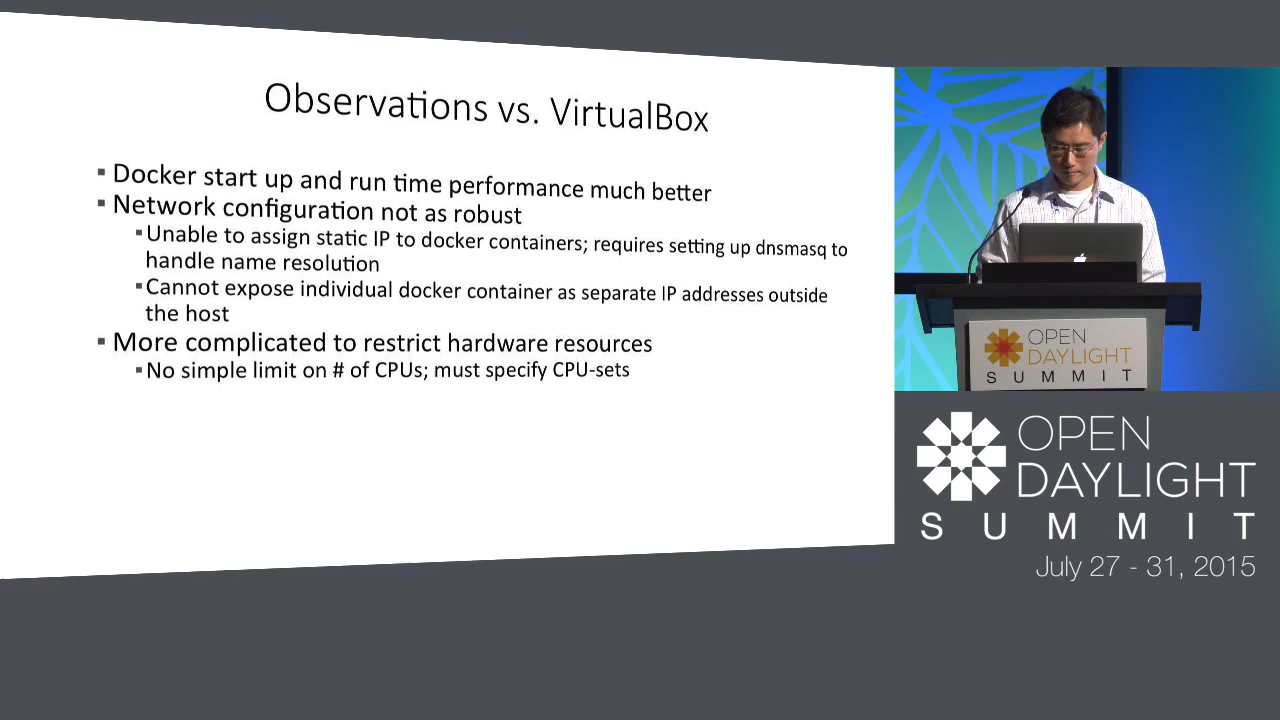 Observations vs. VirtualBox
▪ Docker start up and run time performance much better
▪ Network configuration not as robust
▪ Unable to assign static IP to docker containers; requires setting up dnsmasq to
handle name resolution
▪ Cannot expose individual docker container as separate IP addresses outside
the host
▪ More complicated to restrict hardware resources
▪ No simple limit on # of CPUs; must specify CPU-sets
OPEN
DAYLIGHT
SUMMIT
OPEN
DAYLIGHT
SUMMIT
July 27 - 31, 2015